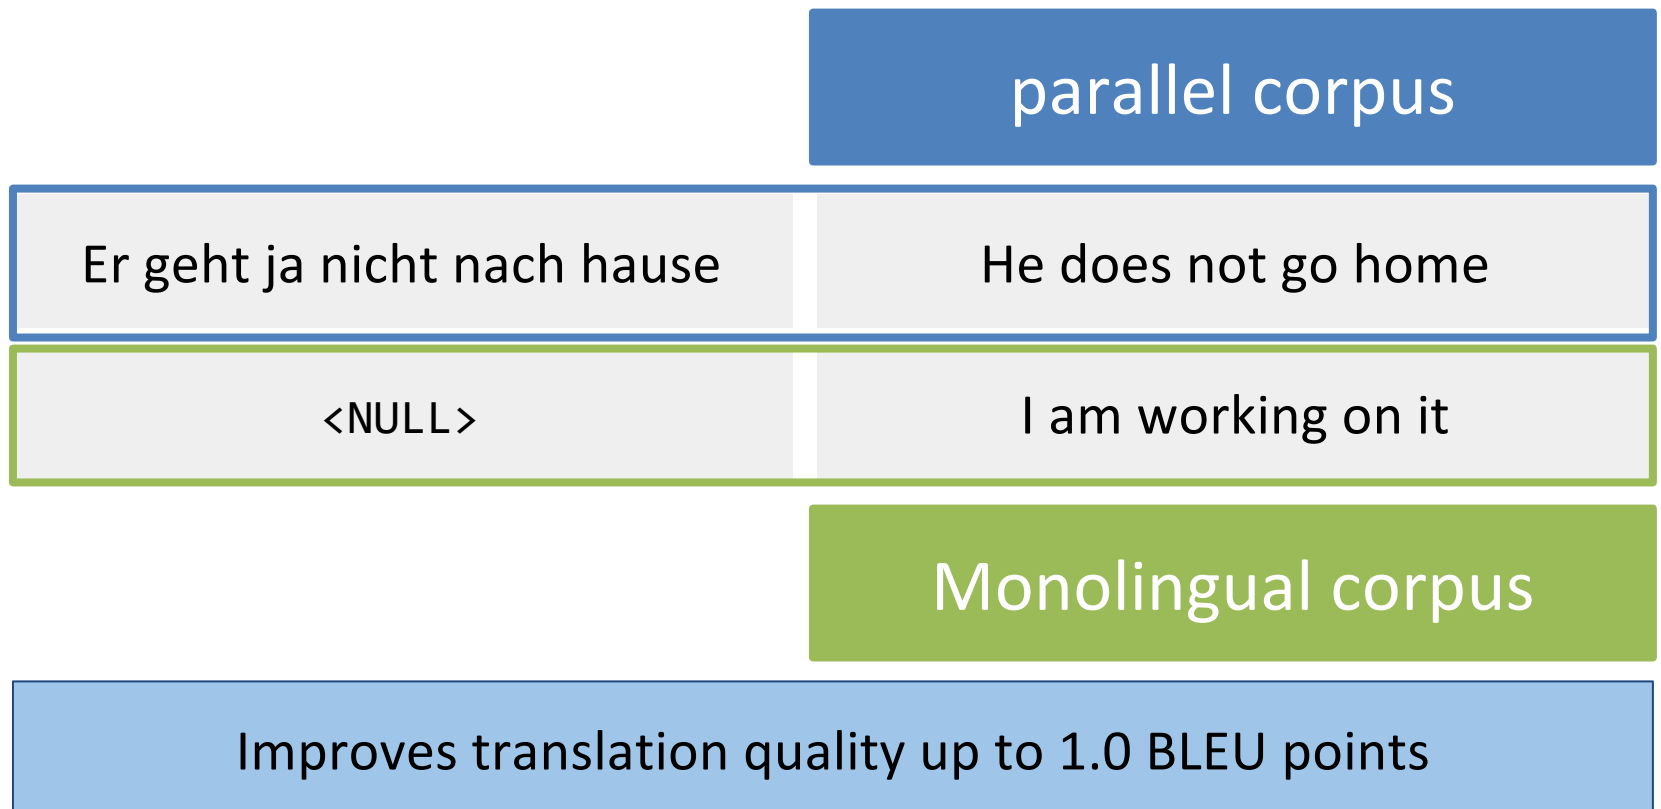 parallel corpus
Er geht ja nicht nach hause
He does not go home
<NULL>
I am working on it
Monolingual corpus
Improves translation quality up to 1.0 BLEU points